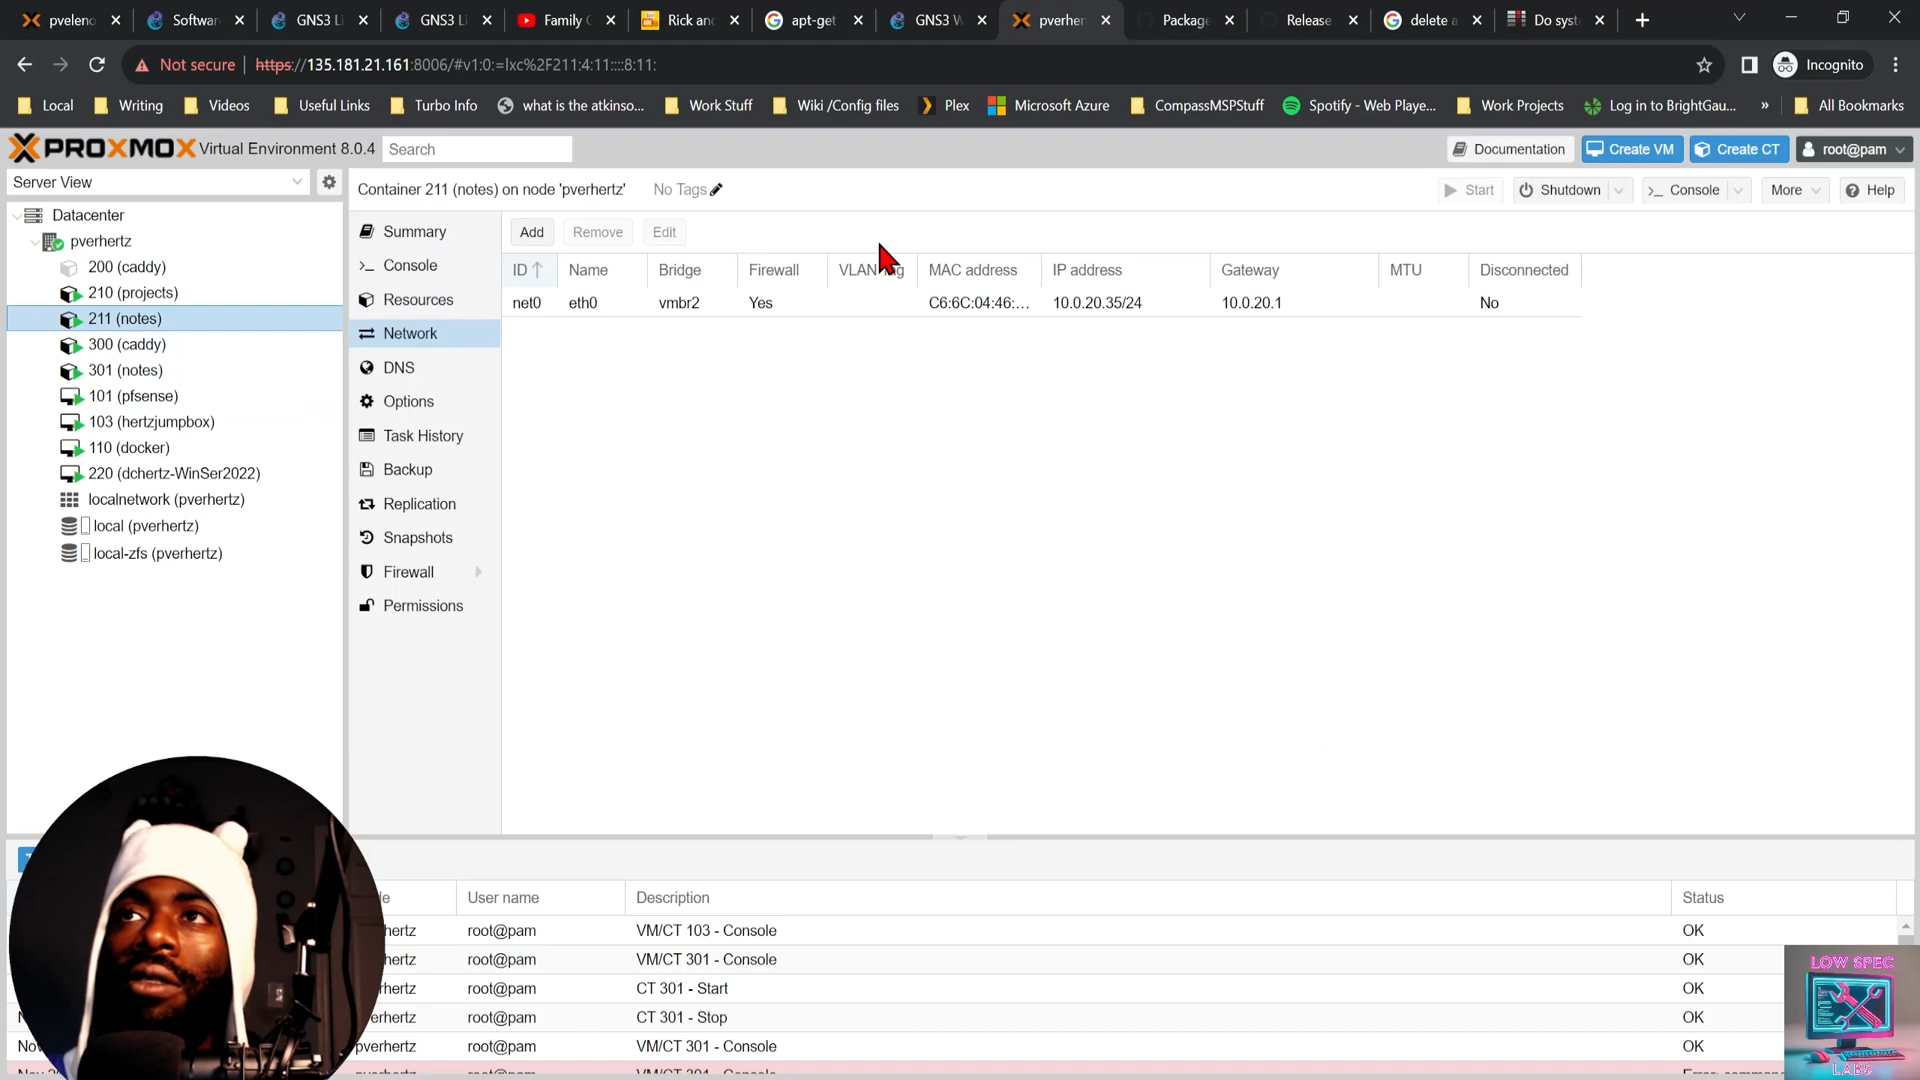 pveleno
Softwar
GNS3 Li
GNS3 Li
Family
Rick an
apt-get
GNS3 W
pverher
Package
Release
delete a
Do syst
Not secure https://135.181.21.161:8006/#v1:0:=lxc%2F211:4:11::::8:11:
Incognito
Local
Writing
Videos
Useful Links
Turbo Info
what is the atkinso...
Work Stuff
Wiki /Config files
Plex
Microsoft Azure
CompassMSPStuff
Spotify - Web Playe...
Work Projects
Log in to BrightGau...
»
All Bookmarks
PROXMOX Virtual Environment 8.0.4
Search
Documentation
Create VM
Create CT
root@pam
Server View
Container 211 (notes) on node 'pverhertz'
No Tags
Start
Shutdown
Console
More
Help
Datacenter
pverhertz
200 (caddy)
210 (projects)
211 (notes)
300 (caddy)
301 (notes)
101 (pfsense)
103 (hertzjumpbox)
110 (docker)
220 (dchertz-WinSer2022)
localnetwork (pverhertz)
local (pverhertz)
local-zfs (pverhertz)
Summary
Console
Resources
Network
DNS
Options
Task History
Backup
Replication
Snapshots
Firewall
Permissions
Add
Remove
Edit
ID Name Bridge Firewall VLAN MAC address IP address Gateway MTU Disconnected
net0 eth0 vmbr2 Yes C6:6C:04:46:... 10.0.20.35/24 10.0.20.1 No
User name Description Status
hertz root@pam VM/CT 103 - Console OK
hertz root@pam VM/CT 301 - Console OK
hertz root@pam CT 301 - Start OK
erhertz root@pam CT 301 - Stop OK
Nov pverhertz root@pam VM/CT 301 - Console OK
LOW SPEC
LABS